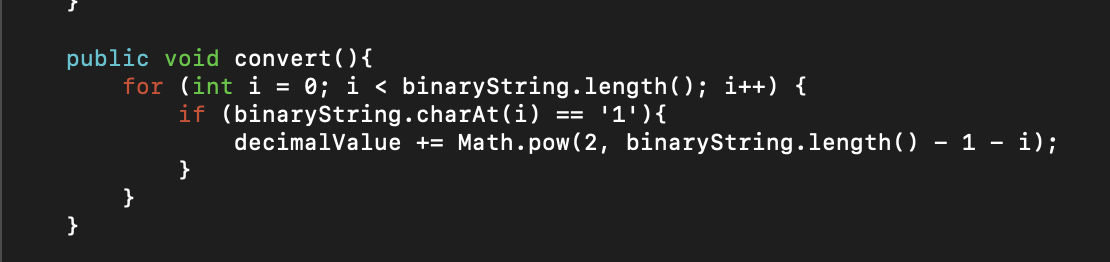 }
public void convert(){
for (int i = 0; i < binaryString.length(); i++) {
if (binaryString.charAt(i) == '1'){
decimalValue += Math.pow(2, binaryString.length() - 1 - i);
}
}
}